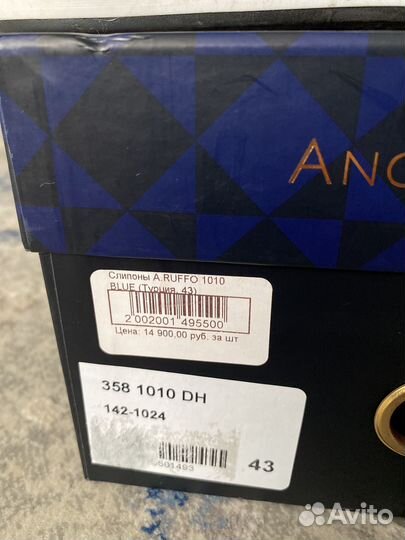 ANG
Слипоны A.RUFFO 1010
BLUE (Турция, 43)
2 002001 495500
Цена: 14 900,00 руб. за шт
358 1010 DH
142-1024
43
Avito